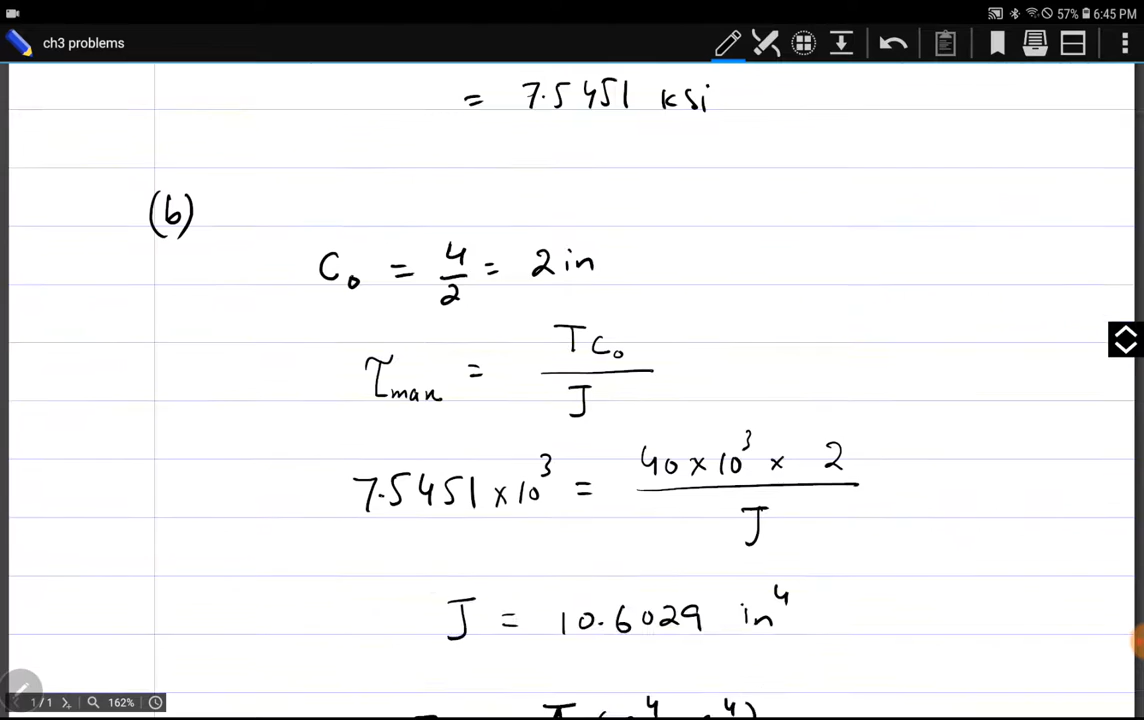 57% 6:45 PM
ch3 problems
= 7.5451 ksi
(b)
C₀ = 4/2 = 2 in
τmax = TC₀/J
7.5451 × 10³ = 40 × 10³ × 2 / J
J = 10.6029 in⁴
1/1 162%